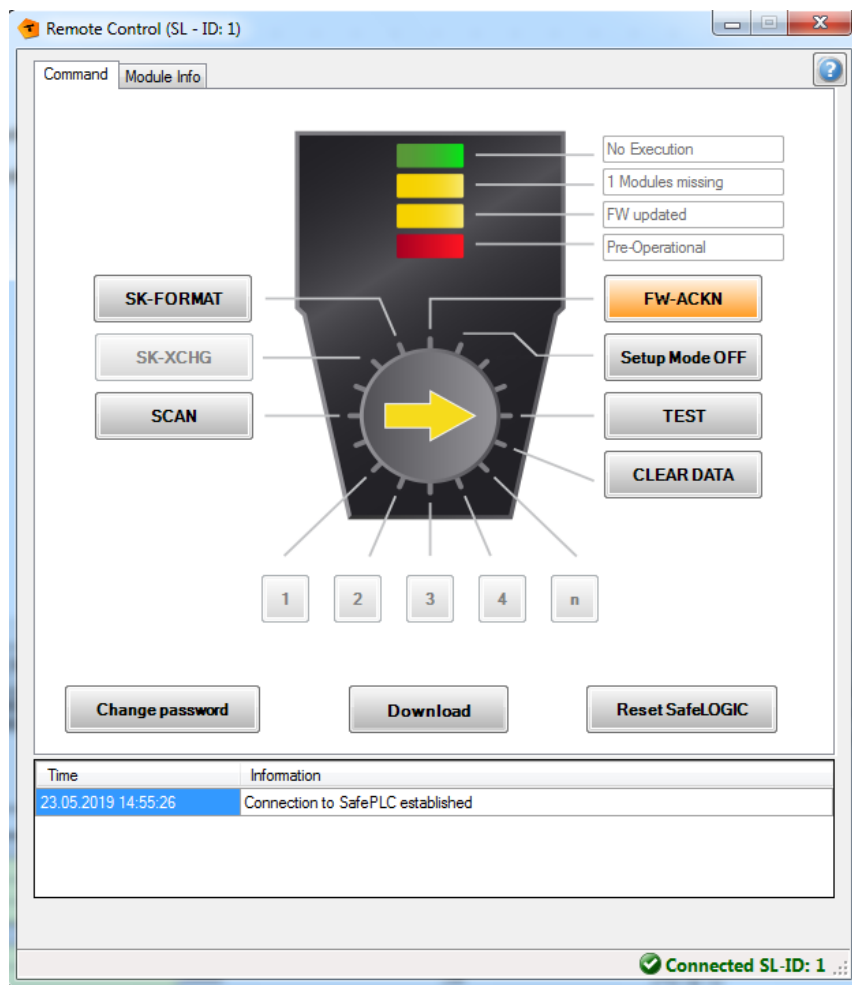 Remote Control (SL - ID: 1)
Command
Module Info
No Execution
1 Modules missing
FW updated
Pre-Operational
SK-FORMAT
FW-ACKN
SK-XCHG
Setup Mode OFF
SCAN
TEST
CLEAR DATA
1
2
3
4
n
Change password
Download
Reset SafeLOGIC
Time
Information
23.05.2019 14:55:26
Connection to SafePLC established
Connected SL-ID: 1